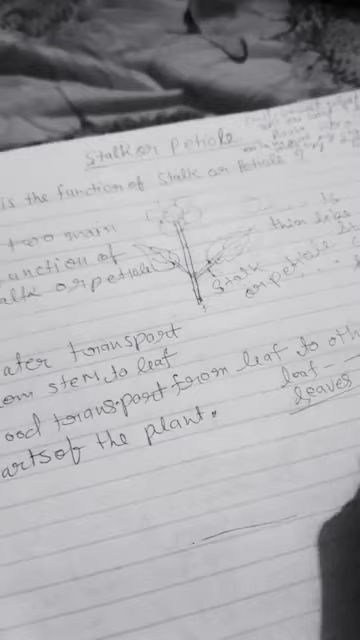 Stalk or Petiole
is the function of Stalk or Petiole ?
two main
unction of
alk or petiole
thin
Stalk
or petiole
ater transport
om stem to leaf
ood transport from leaf to oth
arts of the plant.
leaf
leaves